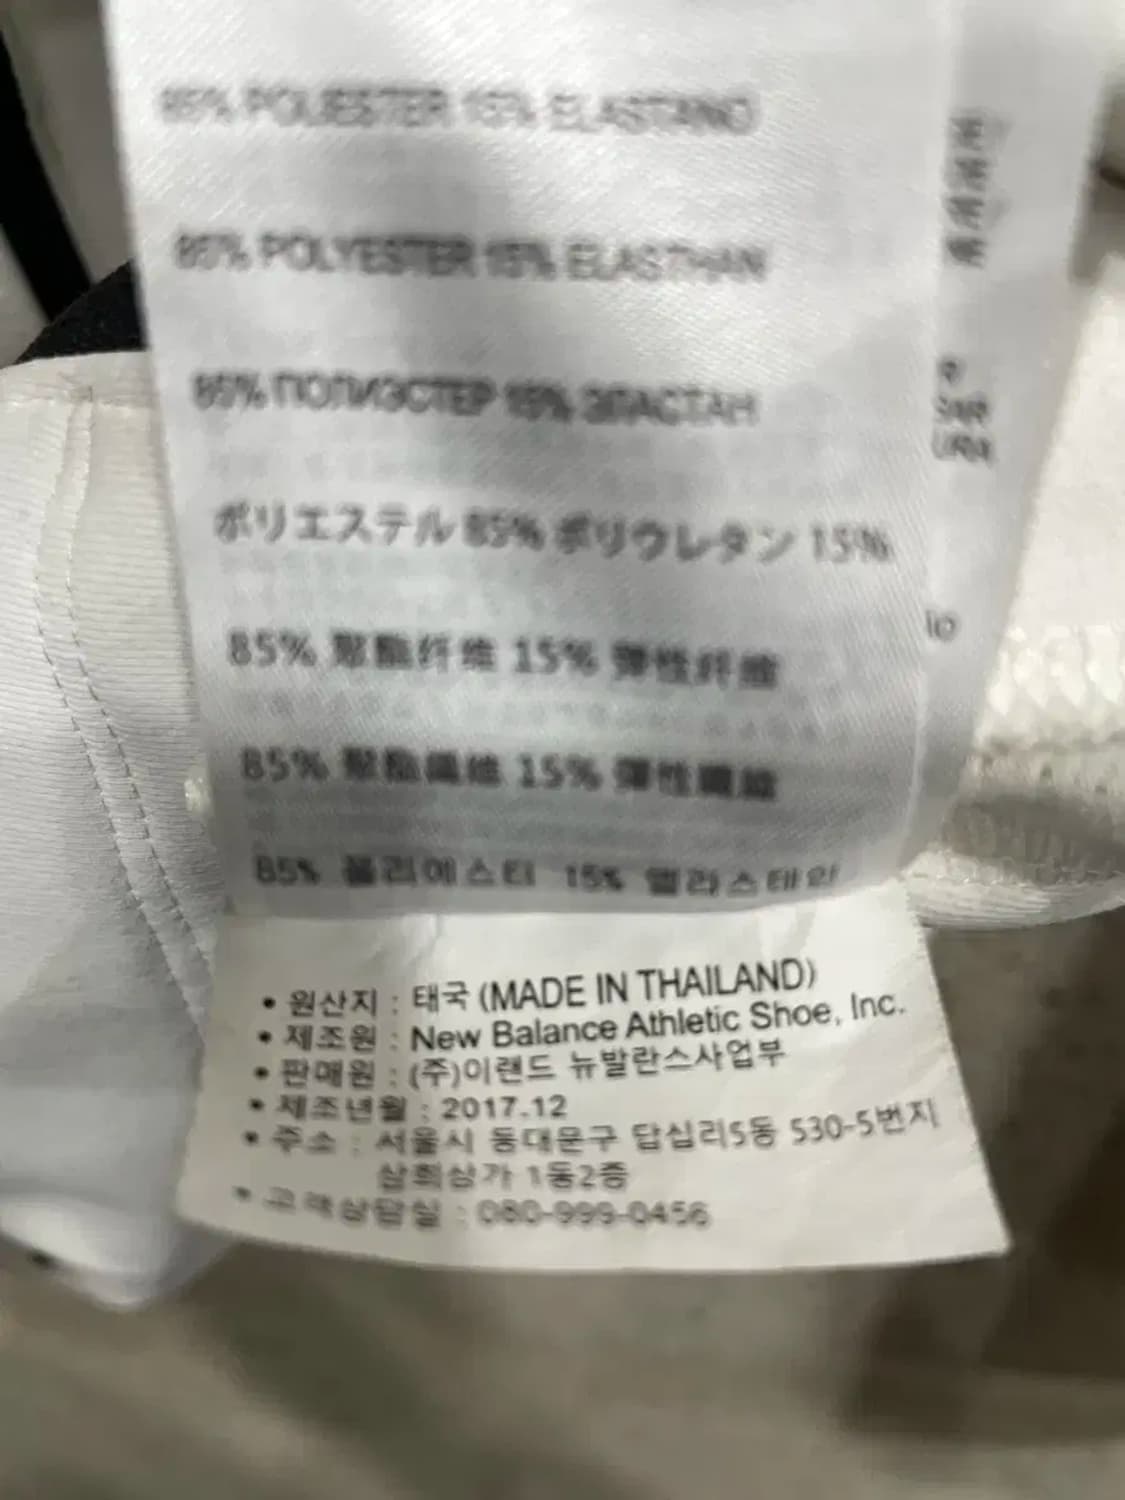 85% POLIESTER 15% ELASTANO
85% POLYESTER 15% ELASTHAN
85% ПОЛИЭСТЕР 15% ЭЛАСТАН
ポリエステル 85% ポリウレタン 15%
85% 聚酯纤维 15% 弹性纤维
85% 聚酯纖維 15% 彈性纖維
85% 폴리에스터 15% 엘라스테인
• 원산지 : 태국 (MADE IN THAILAND)
• 제조원 : New Balance Athletic Shoe, Inc.
• 판매원 : (주)이랜드 뉴발란스사업부
• 제조년월 : 2017.12
• 주소 : 서울시 동대문구 답십리5동 530-5번지
삼희상가 1동2층
• 고객상담실 : 080-999-0456